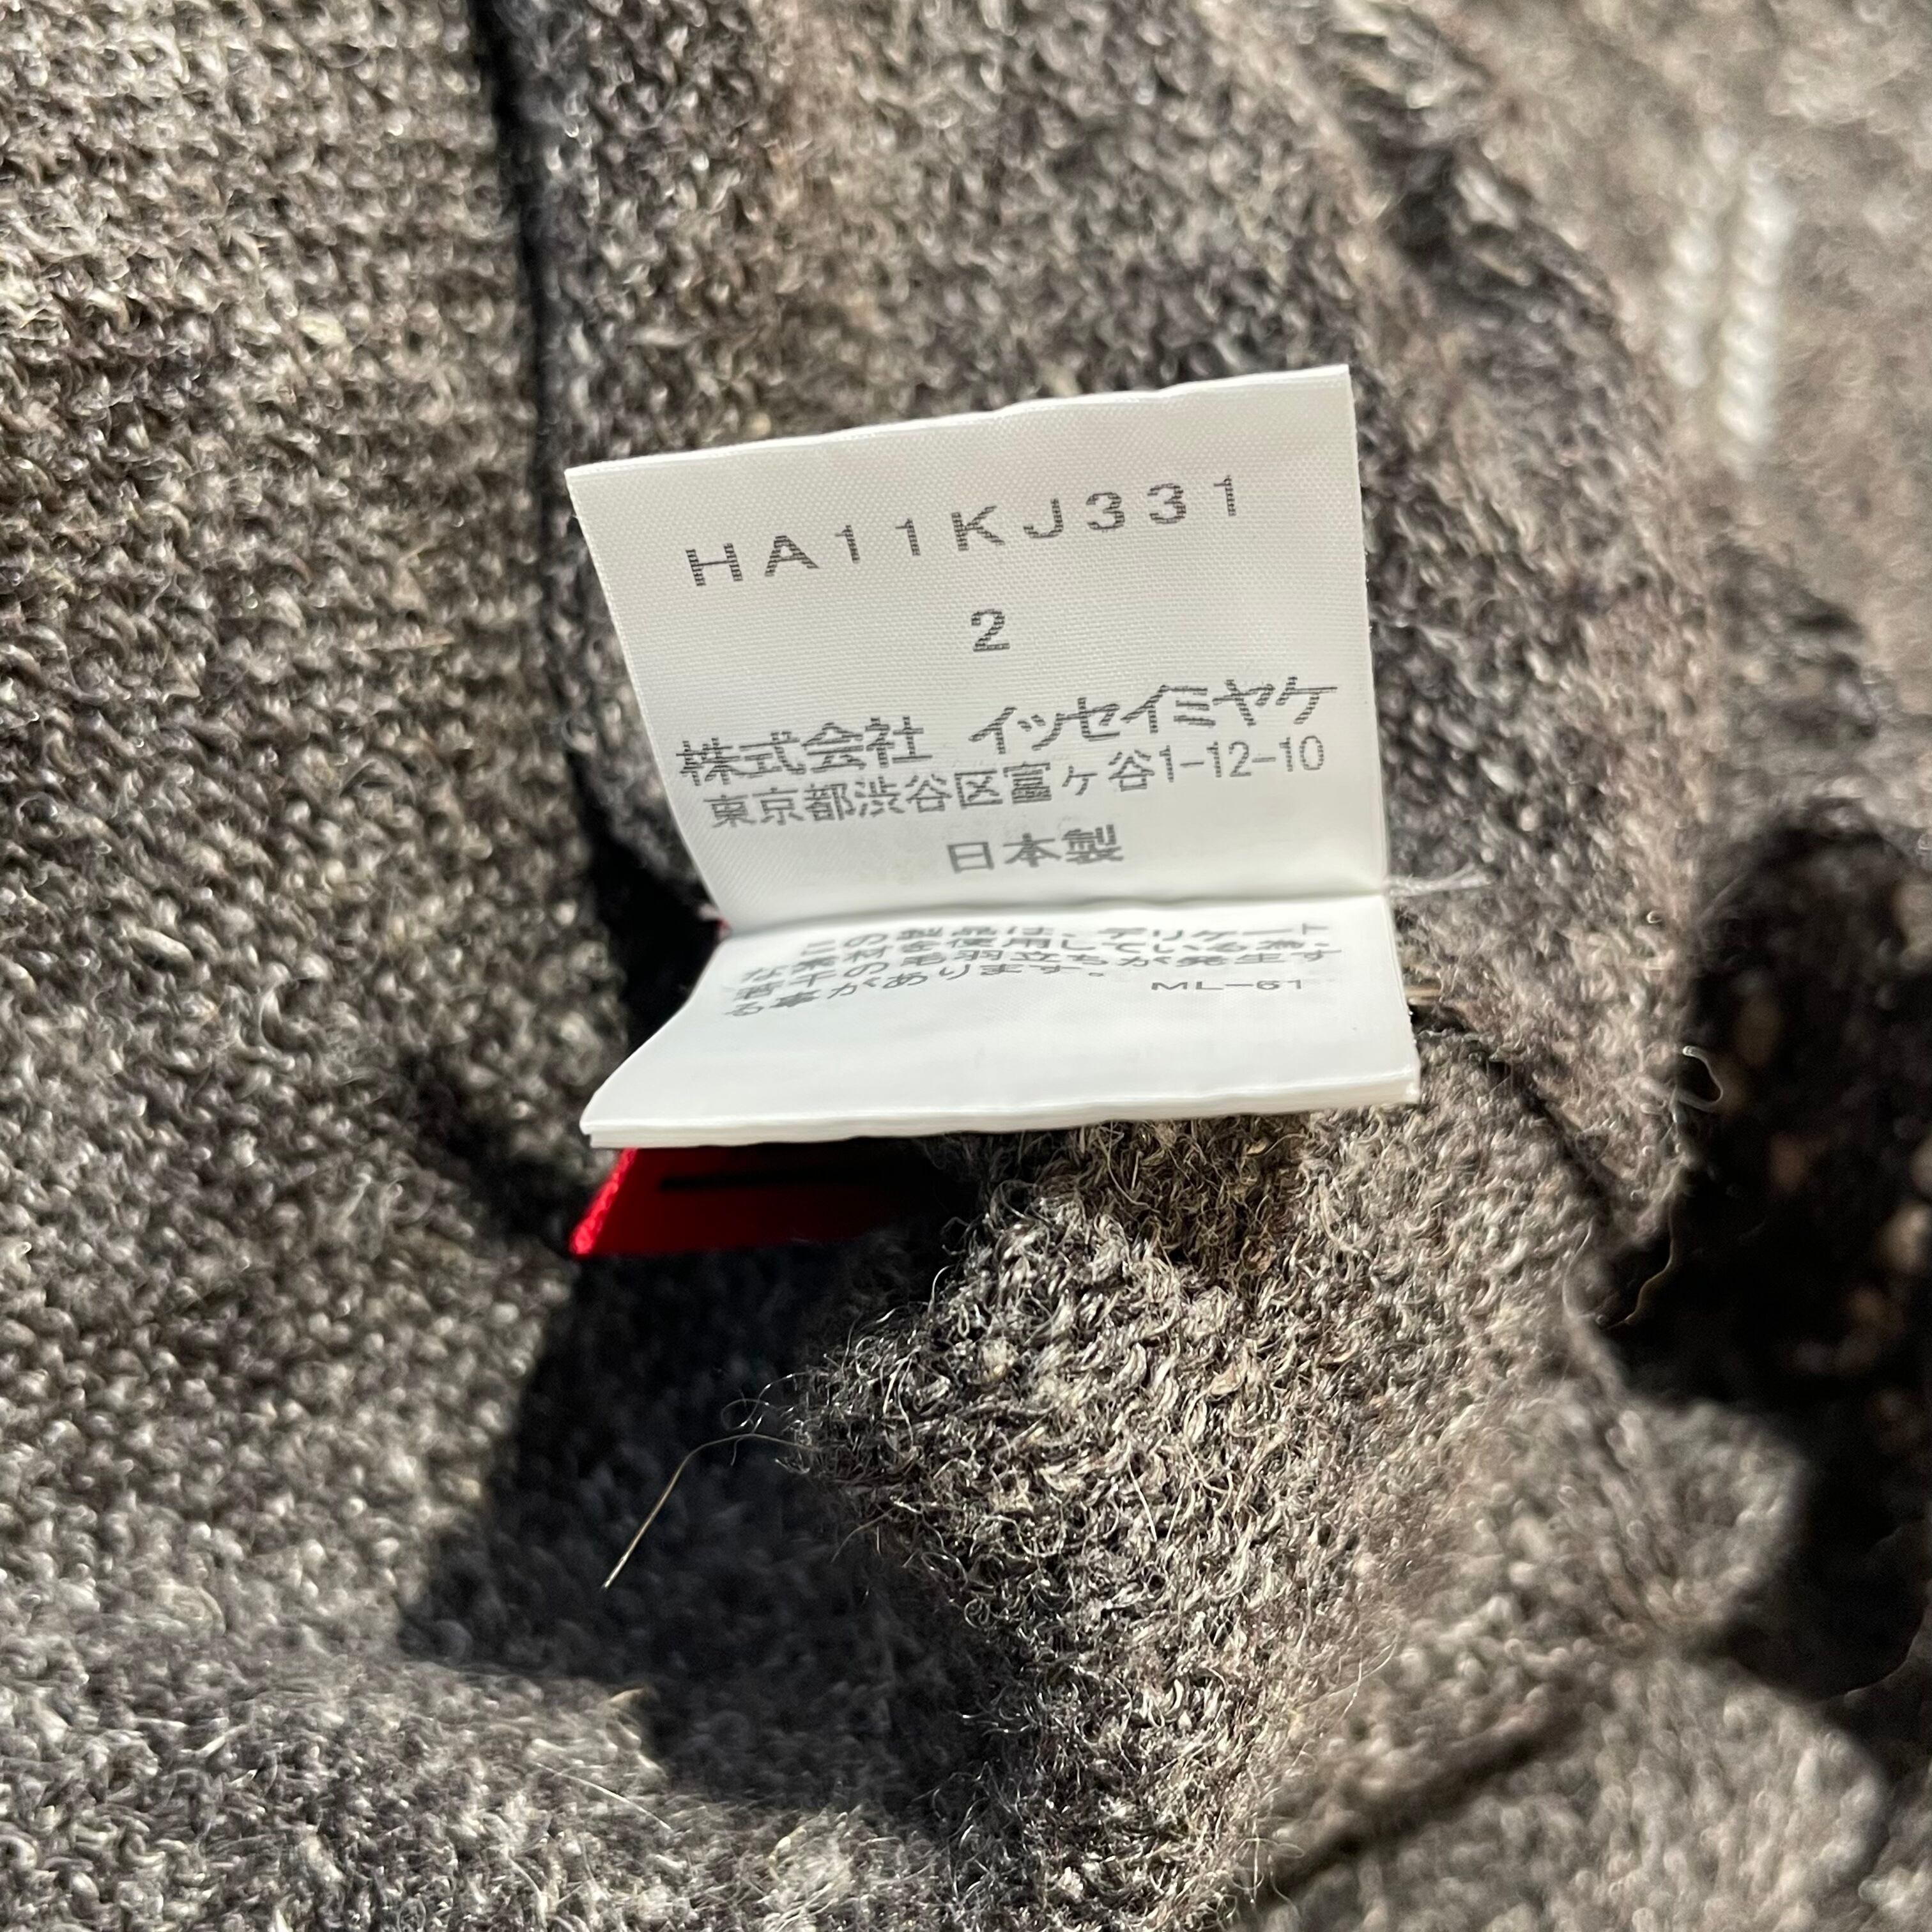 HA11KJ331
2
株式会社 イッセイミヤケ
東京都渋谷区富ヶ谷1-12-10
日本製
この製品は、デリケート
な素材を使用している為、
若干の毛羽立ちが発生す
る事があります。
ML-61